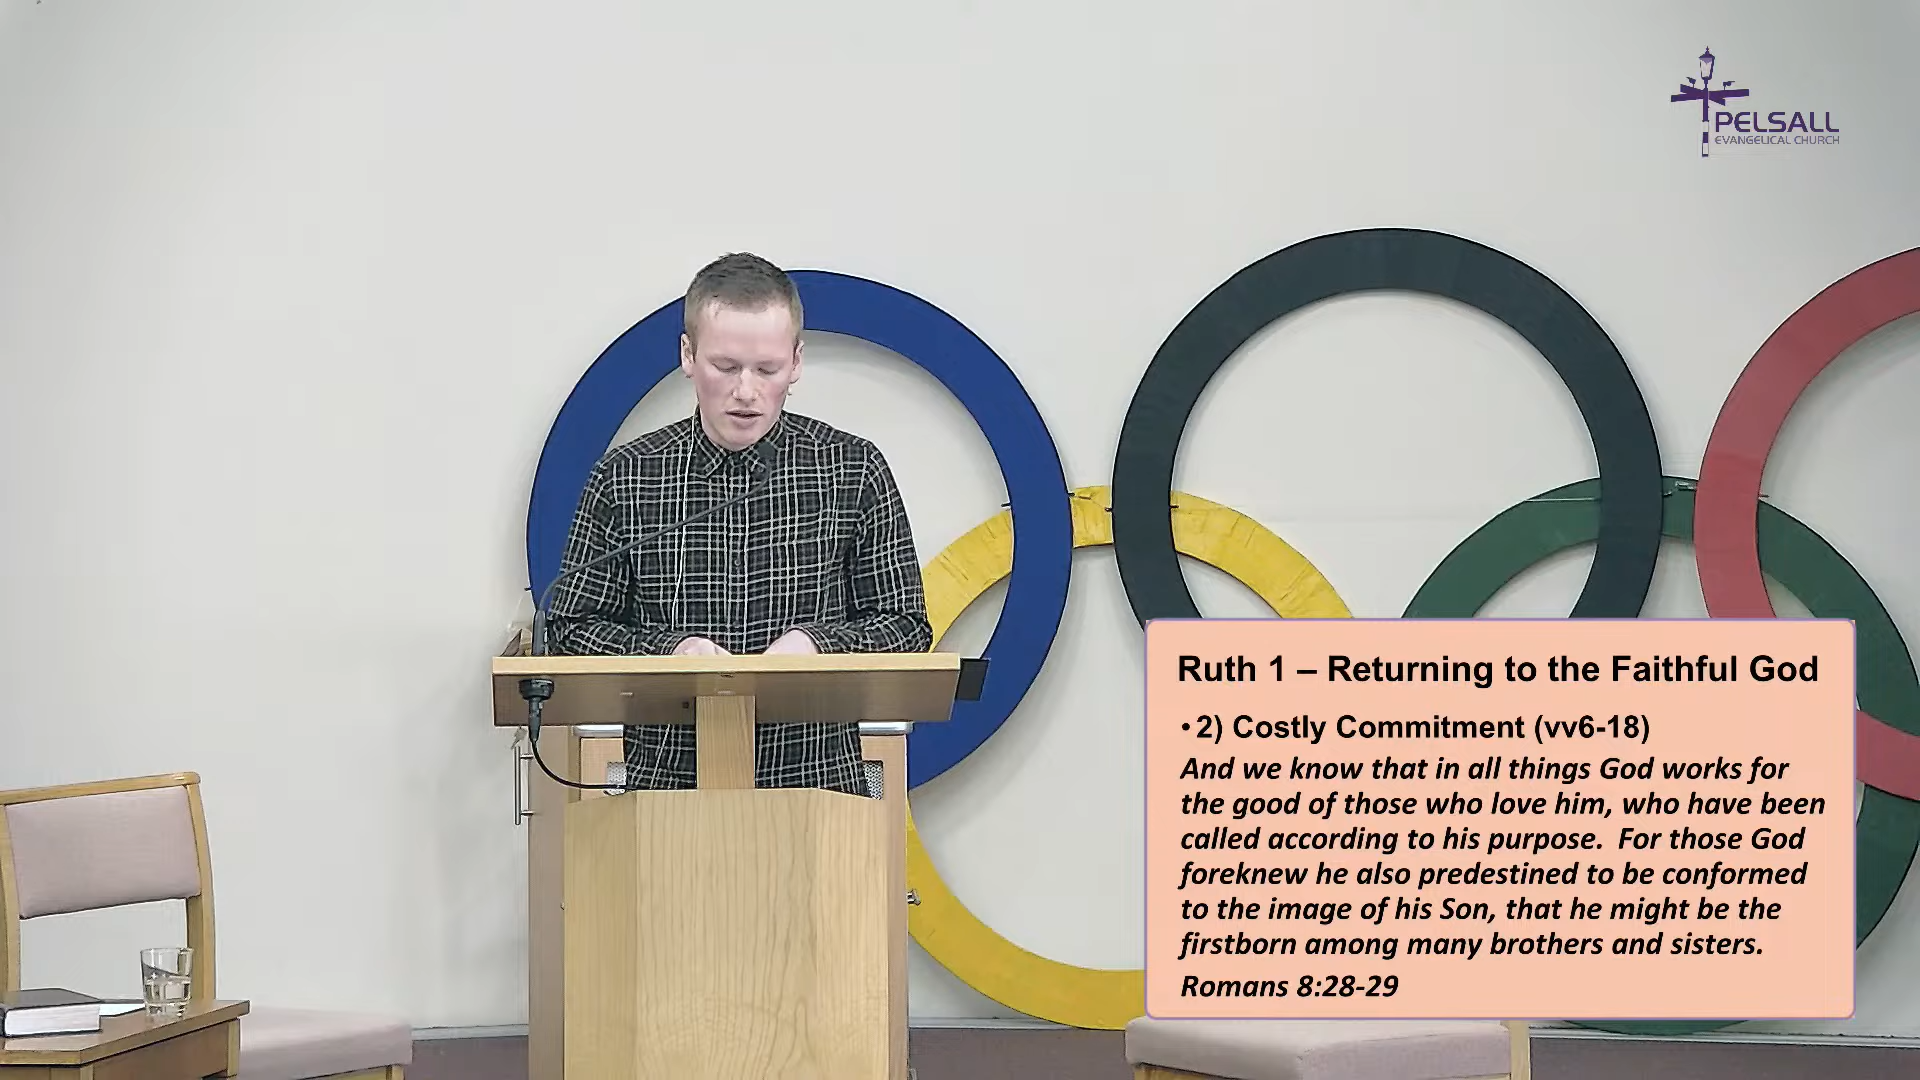 PELSALL
EVANGELICAL CHURCH
Ruth 1 – Returning to the Faithful God
•2) Costly Commitment (vv6-18)
And we know that in all things God works for
the good of those who love him, who have been
called according to his purpose.  For those God
foreknew he also predestined to be conformed
to the image of his Son, that he might be the
firstborn among many brothers and sisters.
Romans 8:28-29